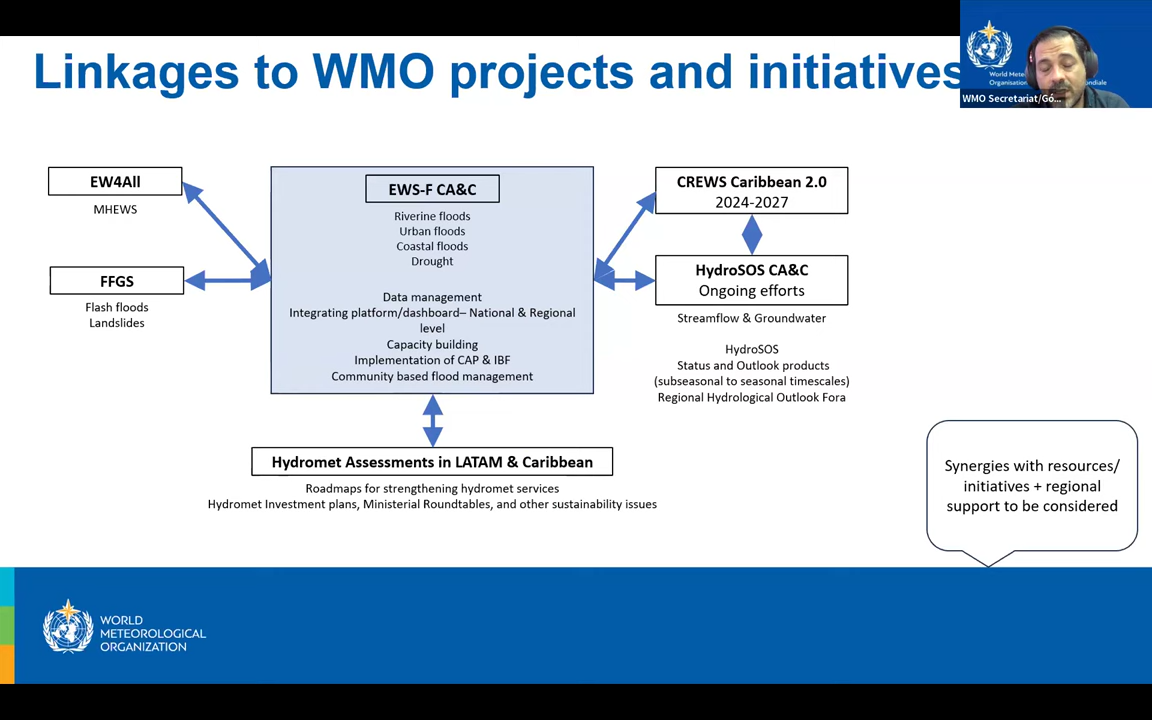 Linkages to WMO projects and initiatives
WMO Secretariat/Gó...
EW4All
MHEWS
FFGS
Flash floods
Landslides
EWS-F CA&C
Riverine floods
Urban floods
Coastal floods
Drought
Data management
Integrating platform/dashboard– National & Regional
level
Capacity building
Implementation of CAP & IBF
Community based flood management
CREWS Caribbean 2.0
2024-2027
HydroSOS CA&C
Ongoing efforts
Streamflow & Groundwater
HydroSOS
Status and Outlook products
(subseasonal to seasonal timescales)
Regional Hydrological Outlook Fora
Hydromet Assessments in LATAM & Caribbean
Roadmaps for strengthening hydromet services
Hydromet Investment plans, Ministerial Roundtables, and other sustainability issues
Synergies with resources/
initiatives + regional
support to be considered
WORLD
METEOROLOGICAL
ORGANIZATION